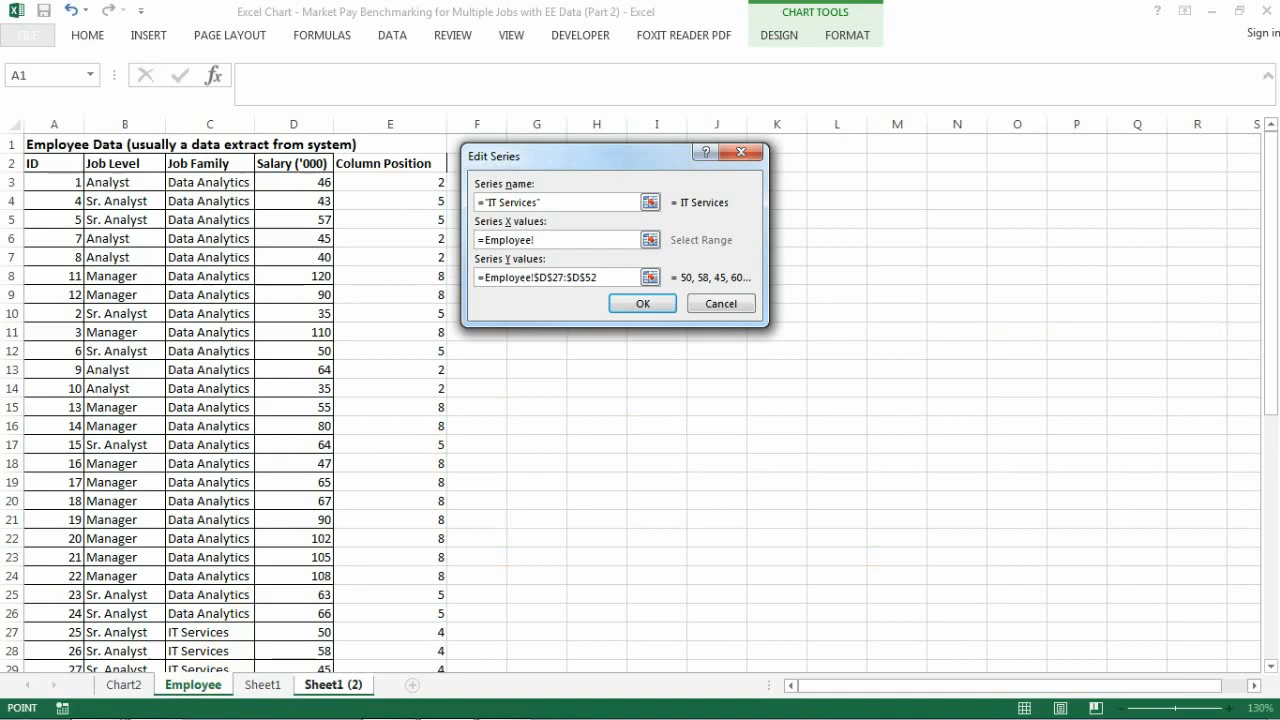 Excel Chart - Market Pay Benchmarking for Multiple Jobs with EE Data (Part 2) - Excel
CHART TOOLS
?
FILE HOME INSERT PAGE LAYOUT FORMULAS DATA REVIEW VIEW DEVELOPER FOXIT READER PDF DESIGN FORMAT Sign in
A1 fx
A B C D E F G H I J K L M N O P Q R S
1 Employee Data (usually a data extract from system)
2 ID Job Level Job Family Salary ('000) Column Position
3 1 Analyst Data Analytics 46 2
4 4 Sr. Analyst Data Analytics 43 5
5 5 Sr. Analyst Data Analytics 57 5
6 7 Analyst Data Analytics 45 2
7 8 Analyst Data Analytics 40 2
8 11 Manager Data Analytics 120 8
9 12 Manager Data Analytics 90 8
10 2 Sr. Analyst Data Analytics 35 5
11 3 Manager Data Analytics 110 8
12 6 Sr. Analyst Data Analytics 50 5
13 9 Analyst Data Analytics 64 2
14 10 Analyst Data Analytics 35 2
15 13 Manager Data Analytics 55 8
16 14 Manager Data Analytics 80 8
17 15 Sr. Analyst Data Analytics 64 5
18 16 Manager Data Analytics 47 8
19 17 Manager Data Analytics 65 8
20 18 Manager Data Analytics 67 8
21 19 Manager Data Analytics 90 8
22 20 Manager Data Analytics 102 8
23 21 Manager Data Analytics 105 8
24 22 Manager Data Analytics 108 8
25 23 Sr. Analyst Data Analytics 63 5
26 24 Sr. Analyst Data Analytics 66 5
27 25 Sr. Analyst IT Services 50 4
28 26 Sr. Analyst IT Services 58 4
29 27 Sr. Analyst IT Services 45 4
Edit Series ?
Series name:
="IT Services" = IT Services
Series X values:
=Employee! Select Range
Series Y values:
=Employee!$D$27:$D$52 = 50, 58, 45, 60...
OK Cancel
Chart2 Employee Sheet1 Sheet1 (2)
POINT 130%